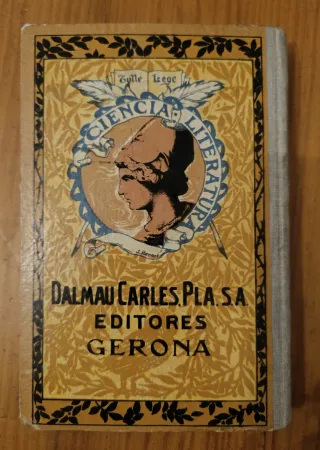 Tolle Lege
CIENCIA · LITERATURA
DALMAU CARLES, PLA. S.A
EDITORES
GERONA